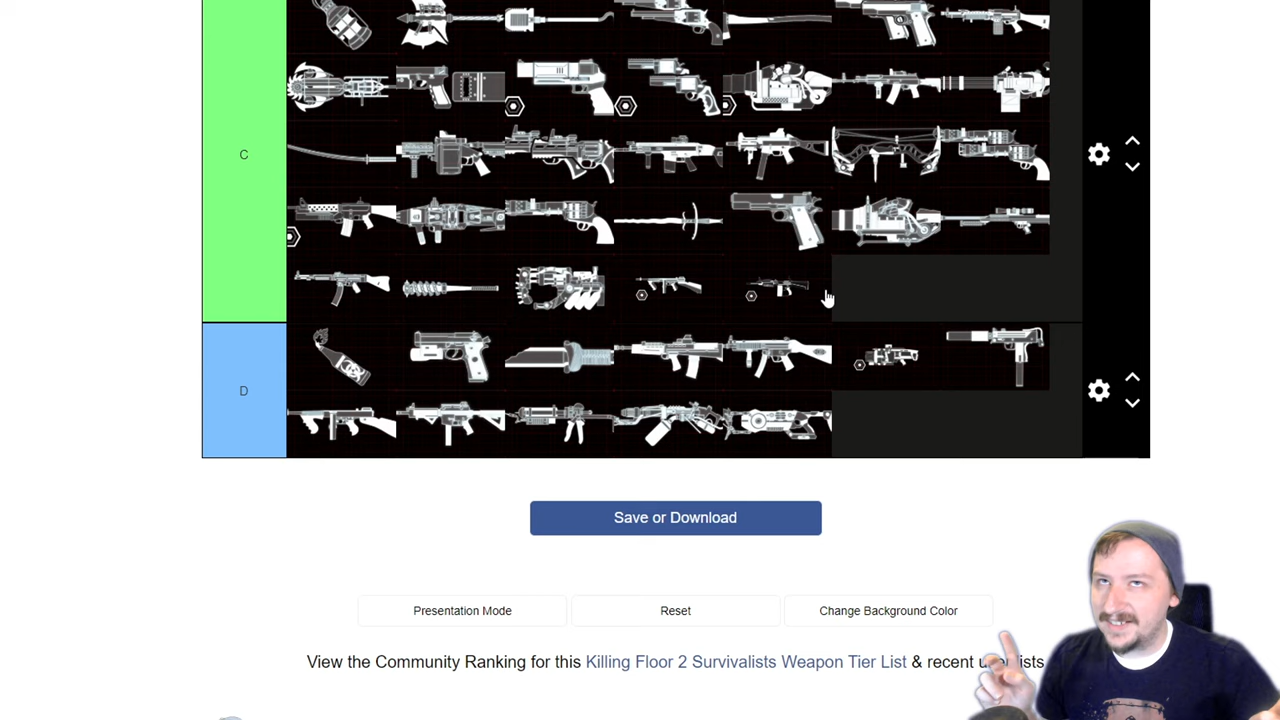 C
D
Save or Download
Presentation Mode
Reset
Change Background Color
View the Community Ranking for this Killing Floor 2 Survivalists Weapon Tier List & recent